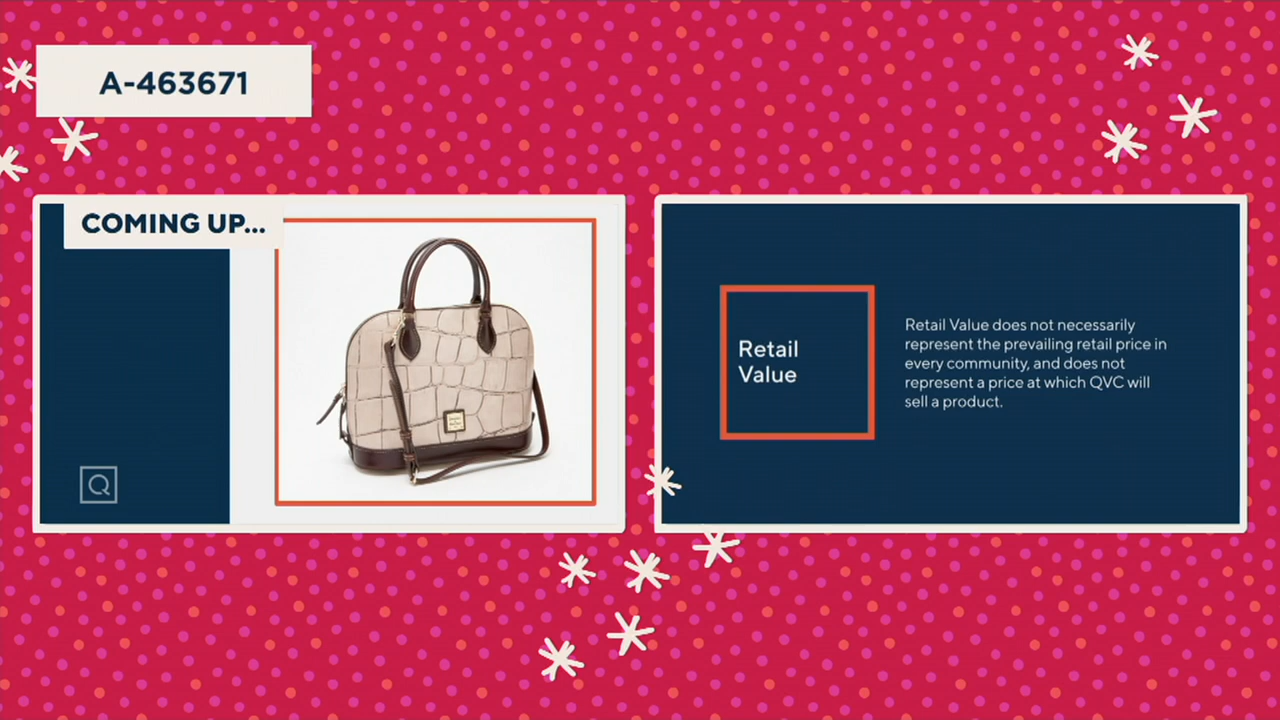 A-463671
COMING UP...
Q
Retail
Value
Retail Value does not necessarily
represent the prevailing retail price in
every community, and does not
represent a price at which QVC will
sell a product.